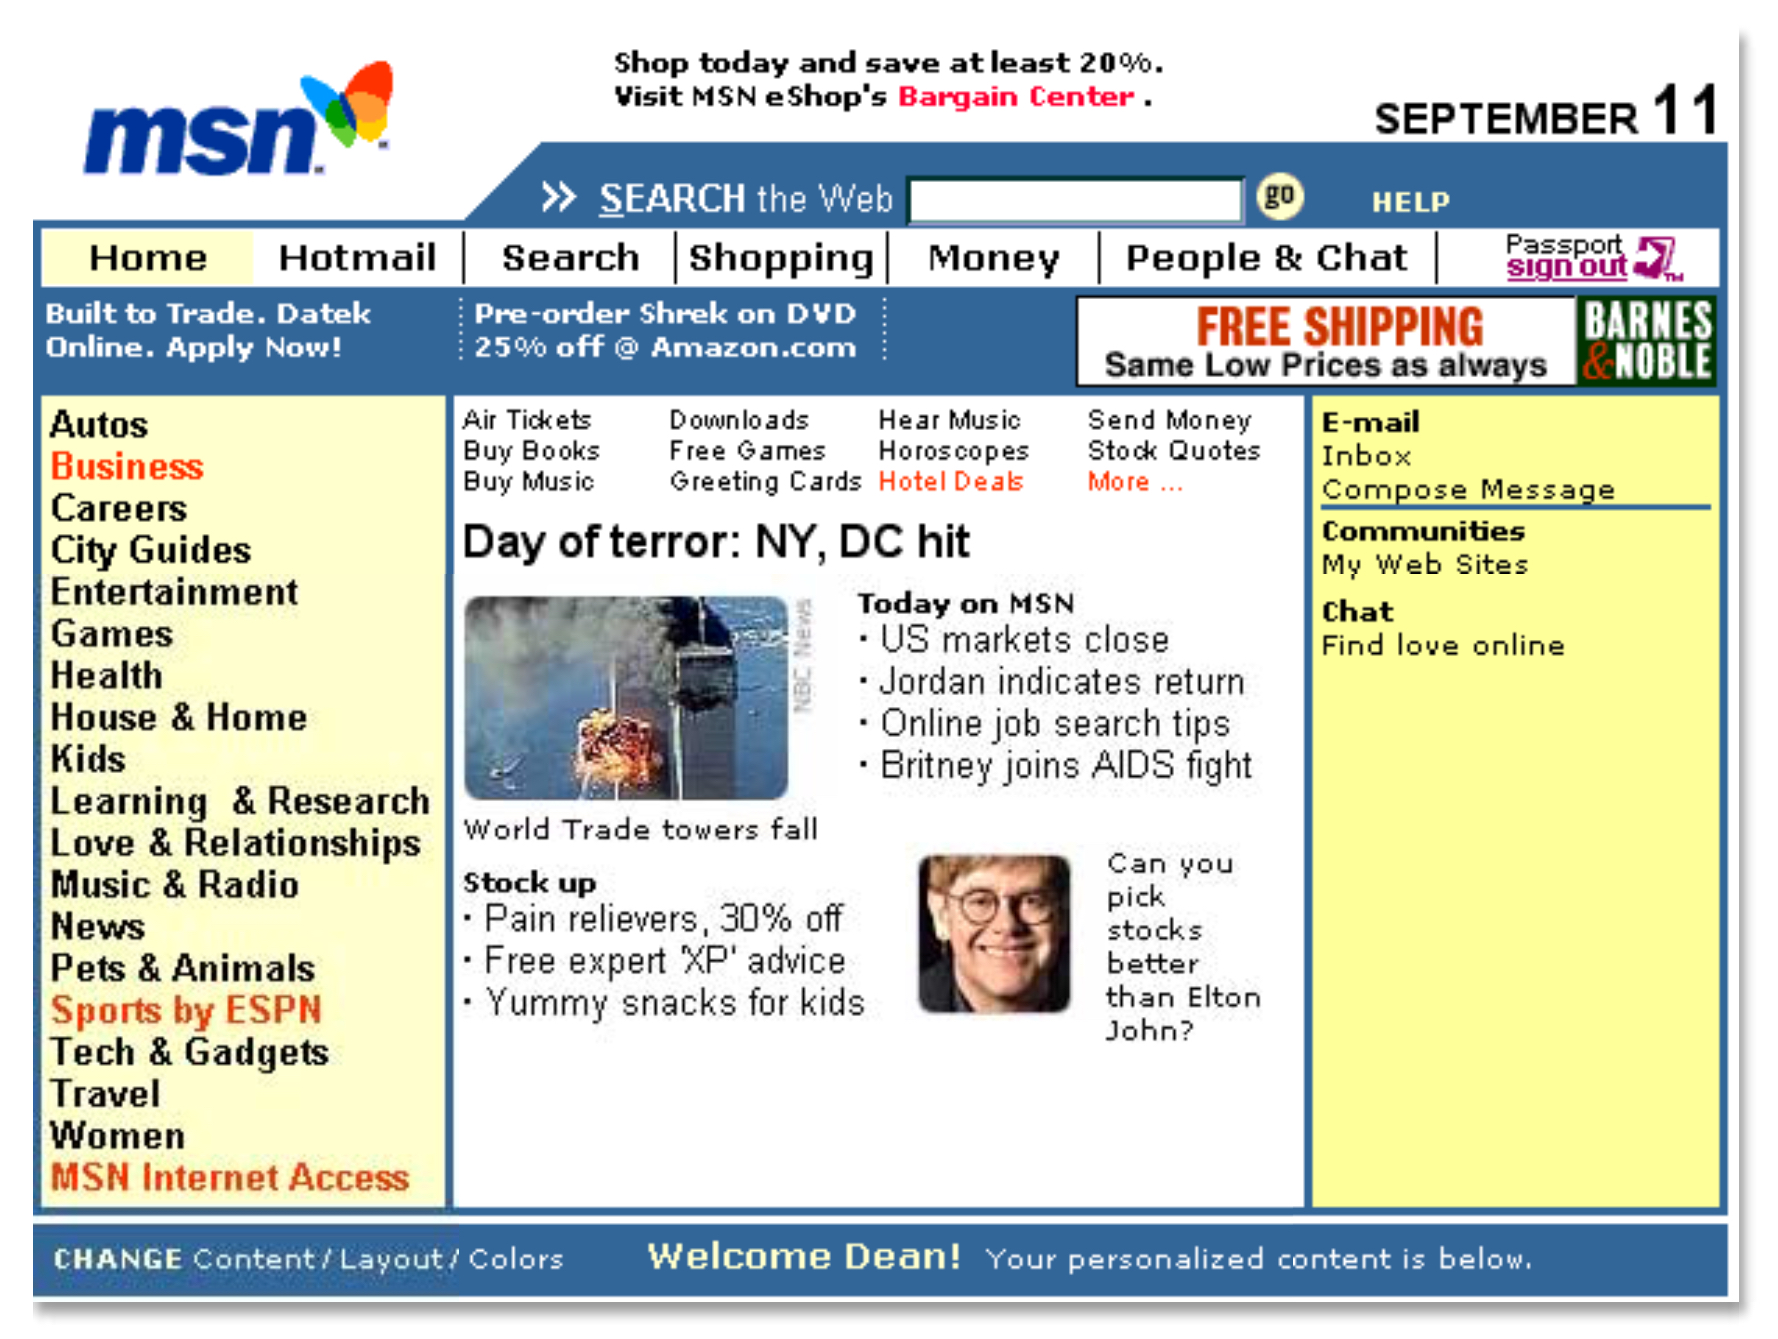 msn
Shop today and save at least 20%.
Visit MSN eShop's Bargain Center .
SEPTEMBER 11
>> SEARCH the Web
go
HELP
Home
Hotmail
Search
Shopping
Money
People & Chat
Passport
sign out
TM
Built to Trade. Datek
Online. Apply Now!
Pre-order Shrek on DVD
25% off @ Amazon.com
FREE SHIPPING
Same Low Prices as always
BARNES
&NOBLE
Autos
Business
Careers
City Guides
Entertainment
Games
Health
House & Home
Kids
Learning & Research
Love & Relationships
Music & Radio
News
Pets & Animals
Sports by ESPN
Tech & Gadgets
Travel
Women
MSN Internet Access
Air Tickets
Downloads
Hear Music
Send Money
Buy Books
Free Games
Horoscopes
Stock Quotes
Buy Music
Greeting Cards
Hotel Deals
More ...
Day of terror: NY, DC hit
NBC News
World Trade towers fall
Today on MSN
· US markets close
· Jordan indicates return
· Online job search tips
· Britney joins AIDS fight
Stock up
· Pain relievers, 30% off
· Free expert 'XP' advice
· Yummy snacks for kids
Can you
pick
stocks
better
than Elton
John?
E-mail
Inbox
Compose Message
Communities
My Web Sites
Chat
Find love online
CHANGE Content / Layout / Colors
Welcome Dean! Your personalized content is below.